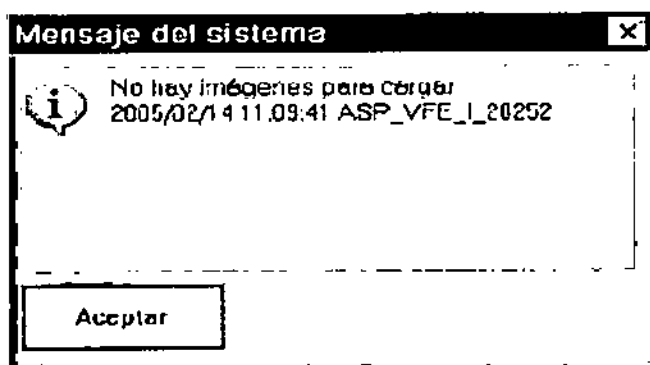 Mensaje del sistema
No hay imágenes para cargar
2005/02/14 11:09:41 ASP_VFE_I_20252
Aceptar